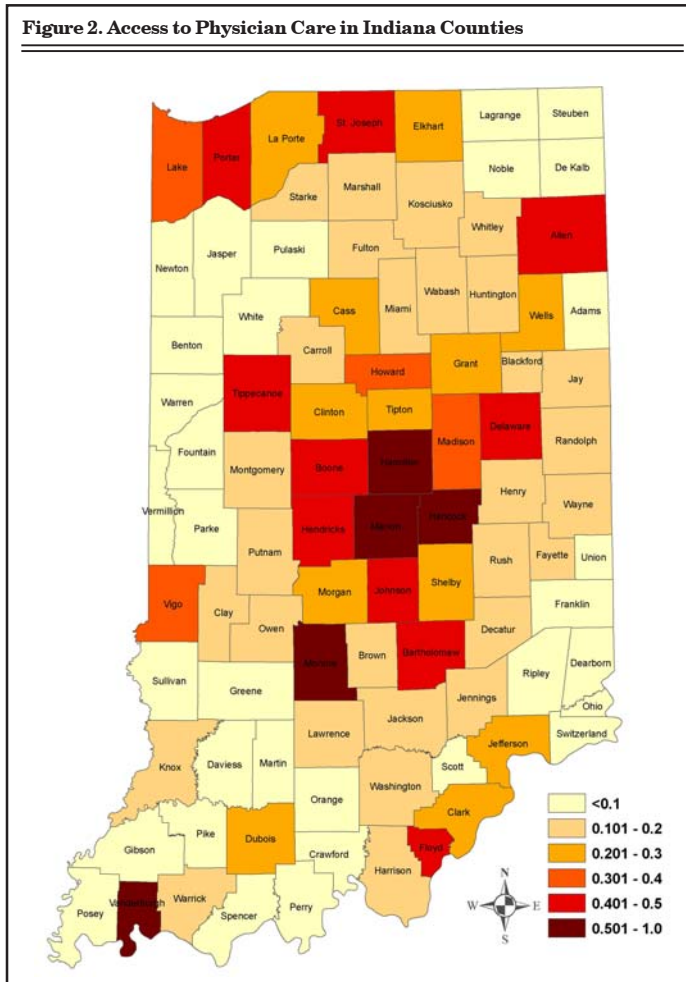 Figure 2. Access to Physician Care in Indiana Counties
Lagrange
Steuben
St. Joseph
Elkhart
La Porte
Porter
Lake
Noble
De Kalb
Marshall
Starke
Kosciusko
Whitley
Allen
Fulton
Pulaski
Jasper
Newton
Wabash
Huntington
Miami
Cass
White
Wells
Adams
Benton
Carroll
Grant
Blackford
Howard
Jay
Tippecanoe
Warren
Clinton
Tipton
Madison
Delaware
Randolph
Fountain
Montgomery
Boone
Hamilton
Henry
Wayne
Vermillion
Parke
Hendricks
Marion
Hancock
Putnam
Rush
Fayette
Union
Morgan
Johnson
Shelby
Franklin
Vigo
Clay
Owen
Decatur
Monroe
Brown
Bartholomew
Dearborn
Ripley
Sullivan
Greene
Jennings
Ohio
Jackson
Switzerland
Lawrence
Jefferson
Knox
Daviess
Martin
Scott
Washington
Orange
Clark
Pike
Dubois
Gibson
Floyd
Crawford
Harrison
Warrick
Vanderburgh
Posey
Spencer
Perry
N
W
E
S
<0.1
0.101 - 0.2
0.201 - 0.3
0.301 - 0.4
0.401 - 0.5
0.501 - 1.0